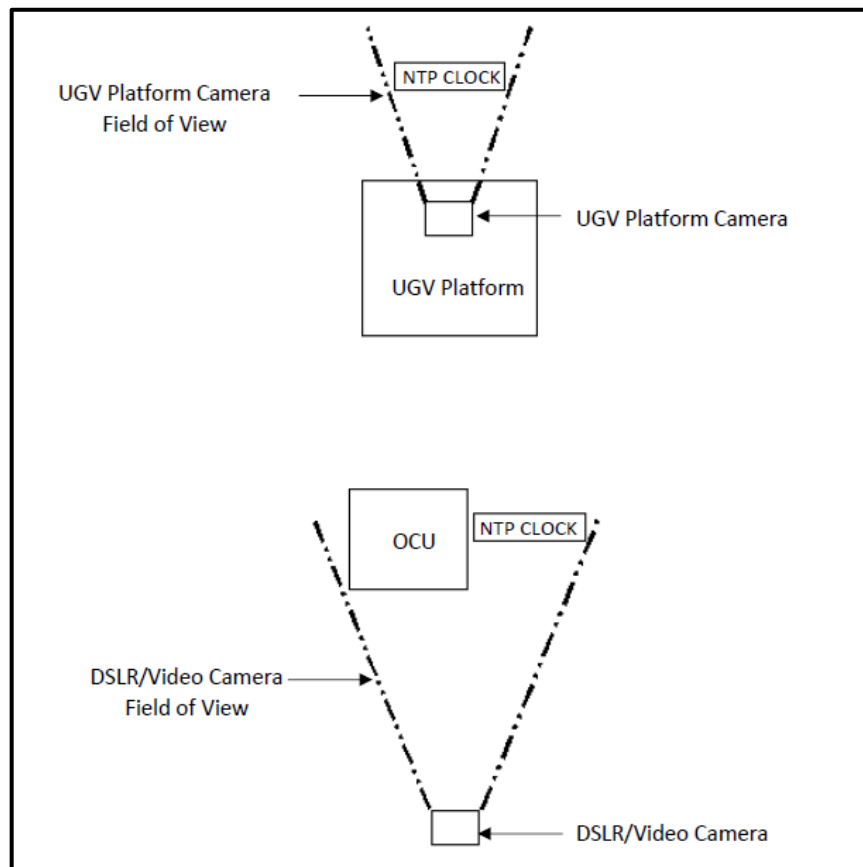 NTP CLOCK
UGV Platform Camera
Field of View
UGV Platform Camera
UGV Platform
OCU
NTP CLOCK
DSLR/Video Camera
Field of View
DSLR/Video Camera